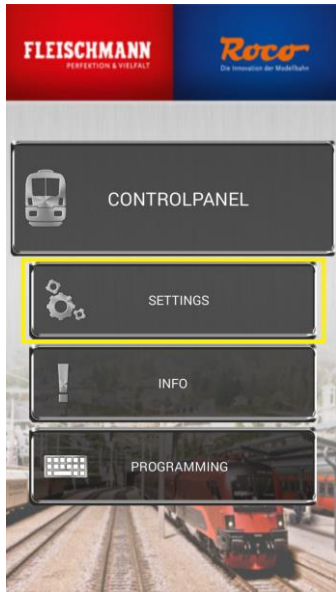 FLEISCHMANN
PERFEKTION & VIELFALT
Roco
Die Innovation der Modellbahn
CONTROLPANEL
SETTINGS
INFO
PROGRAMMING